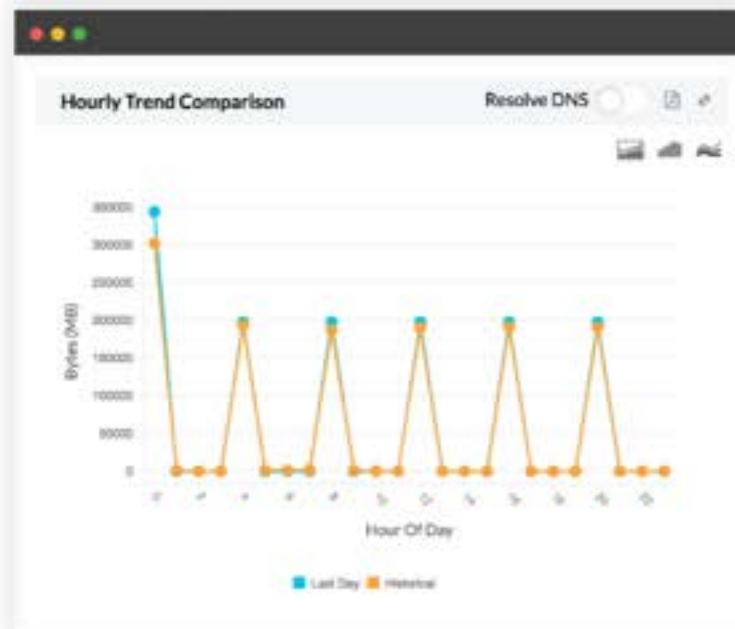 Hourly Trend Comparison
Resolve DNS
350000
300000
250000
200000
150000
100000
50000
0
Bytes (MB)
Hour Of Day
Last Day
Historical